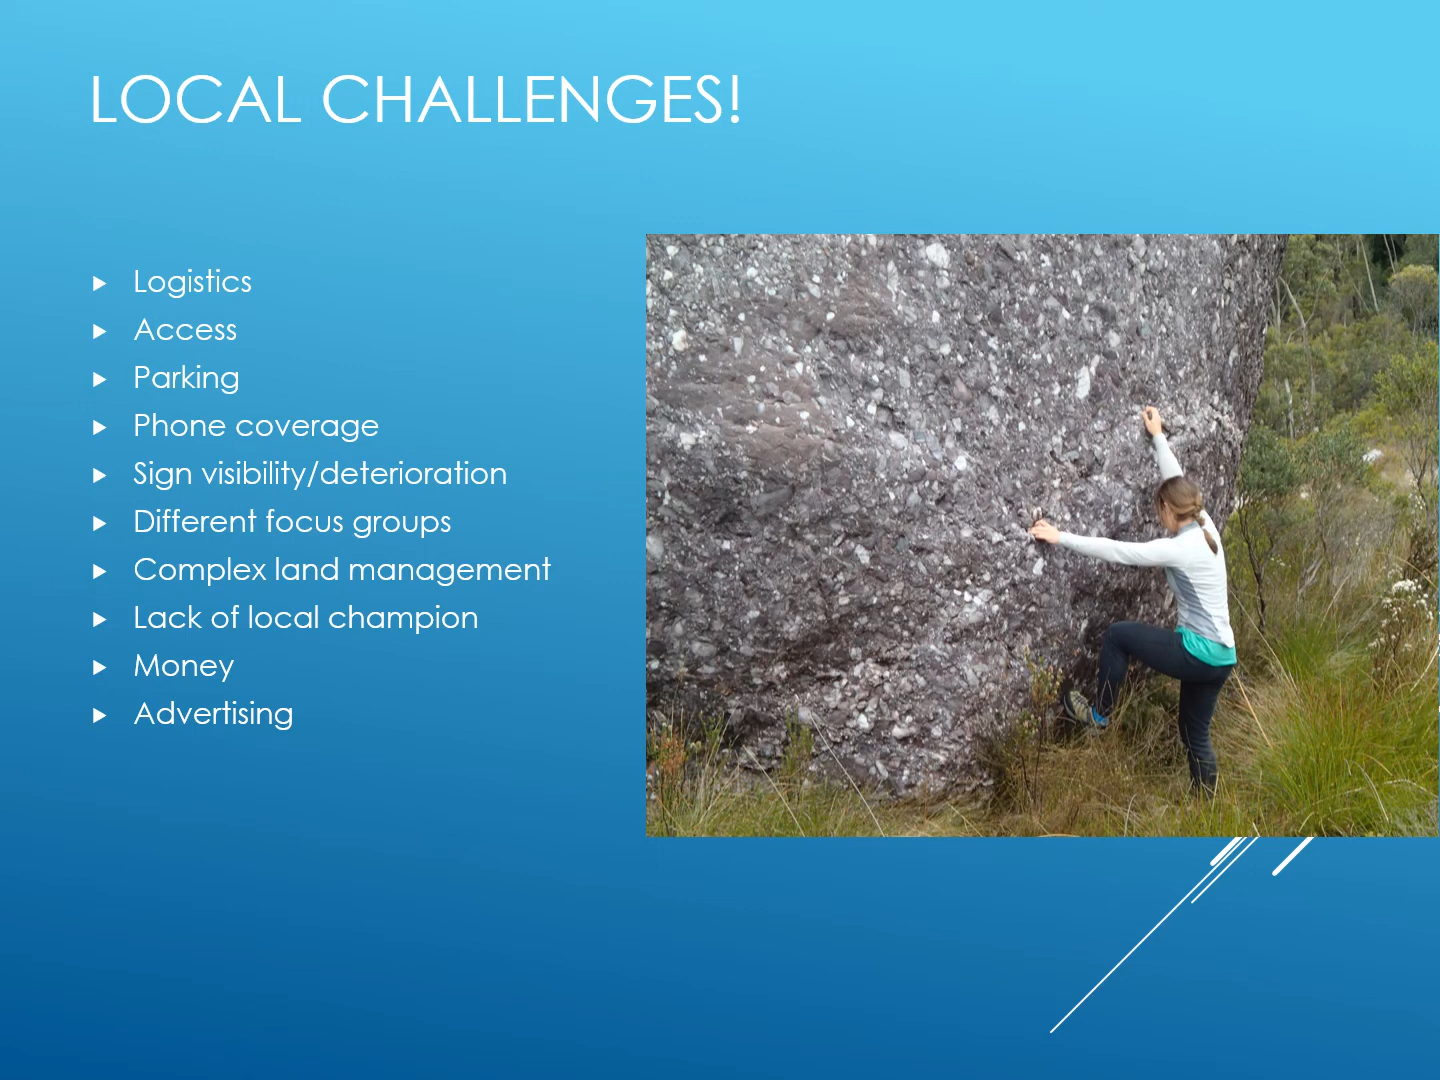 LOCAL CHALLENGES!
Logistics
Access
Parking
Phone coverage
Sign visibility/deterioration
Different focus groups
Complex land management
Lack of local champion
Money
Advertising